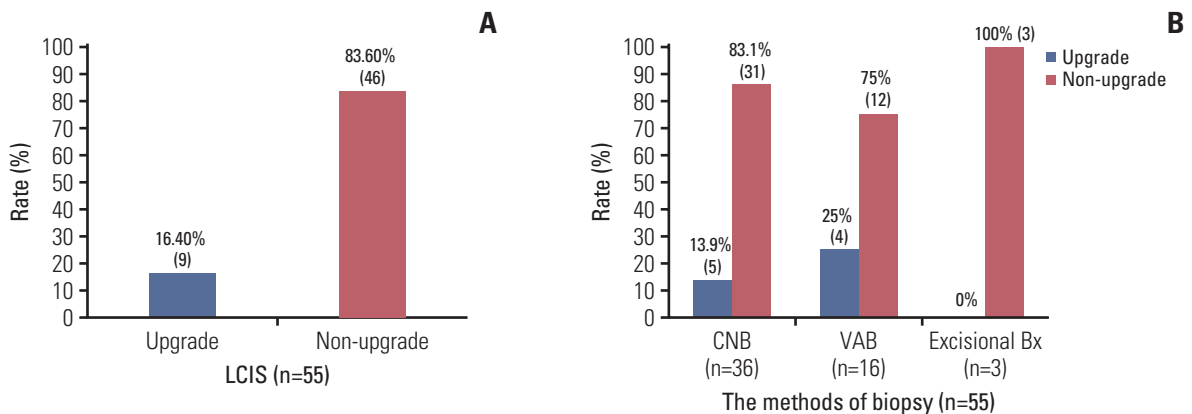 A
Rate (%)
100
90
80
70
60
50
40
30
20
10
0
16.40%
(9)
83.60%
(46)
Upgrade
Non-upgrade
LCIS (n=55)
B
Upgrade
Non-upgrade
Rate (%)
100
90
80
70
60
50
40
30
20
10
0
13.9%
(5)
83.1%
(31)
25%
(4)
75%
(12)
0%
100% (3)
CNB
(n=36)
VAB
(n=16)
Excisional Bx
(n=3)
The methods of biopsy (n=55)